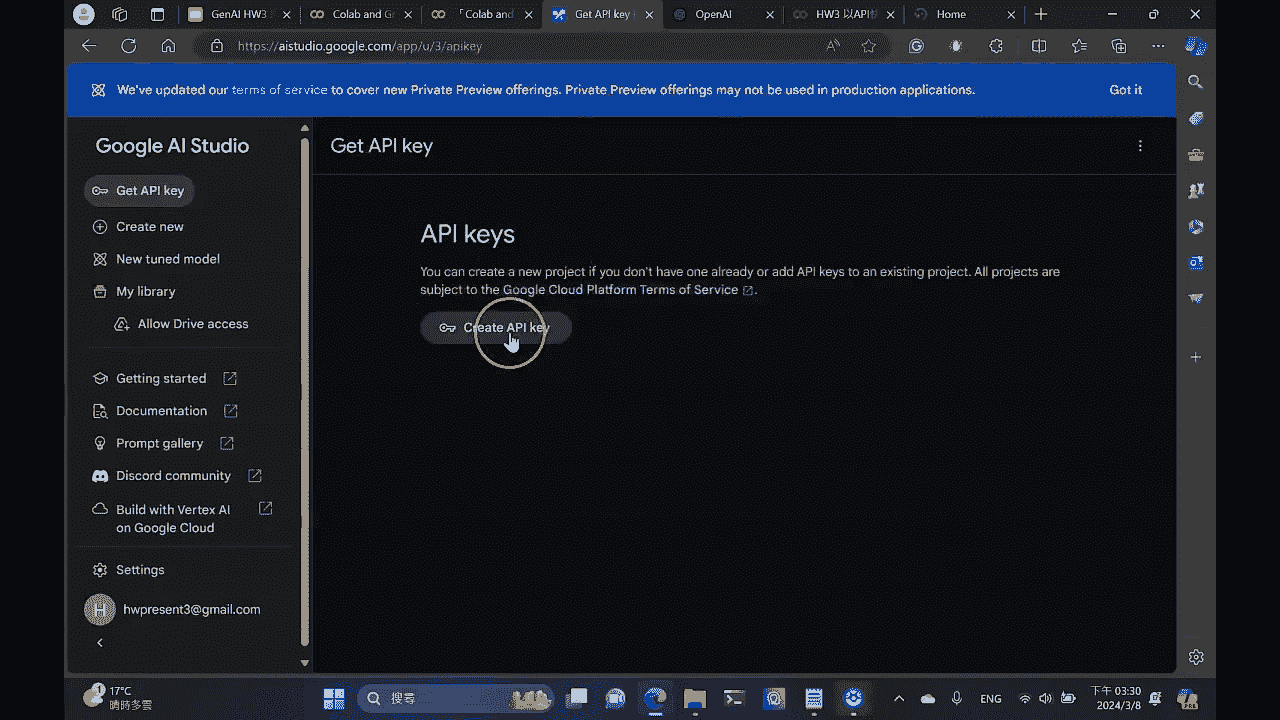 GenAI HW3
Colab and G
「Colab and
Get API key
OpenAI
HW3 以API
Home
https://aistudio.google.com/app/u/3/apikey
We've updated our terms of service to cover new Private Preview offerings. Private Preview offerings may not be used in production applications.
Got it
Google AI Studio
Get API key
Get API key
Create new
New tuned model
My library
Allow Drive access
Getting started
Documentation
Prompt gallery
Discord community
Build with Vertex AI
on Google Cloud
Settings
H
hwpresent3@gmail.com
API keys
You can create a new project if you don't have one already or add API keys to an existing project. All projects are
subject to the Google Cloud Platform Terms of Service.
Create API key
1
17°C
晴時多雲
搜尋
ENG
下午 03:30
2024/3/8